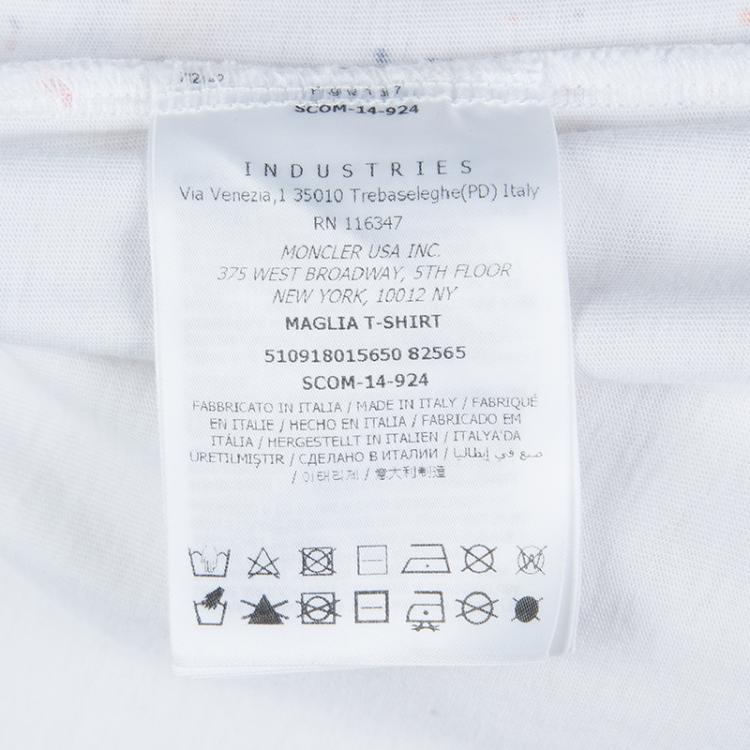 SCOM-14-924
INDUSTRIES
Via Venezia,1 35010 Trebaseleghe(PD) Italy
RN 116347
MONCLER USA INC.
375 WEST BROADWAY, 5TH FLOOR
NEW YORK, 10012 NY
MAGLIA T-SHIRT
510918015650 82565
SCOM-14-924
FABBRICATO IN ITALIA / MADE IN ITALY / FABRIQUÉ
EN ITALIE / HECHO EN ITALIA / FABRICADO EM
ITÁLIA / HERGESTELLT IN ITALIEN / ITALYA'DA
URETILMIŞTIR / СДЕЛАНО В ИТАЛИИ / صنع في إيطاليا
/ 이태리제 / 意大利制造